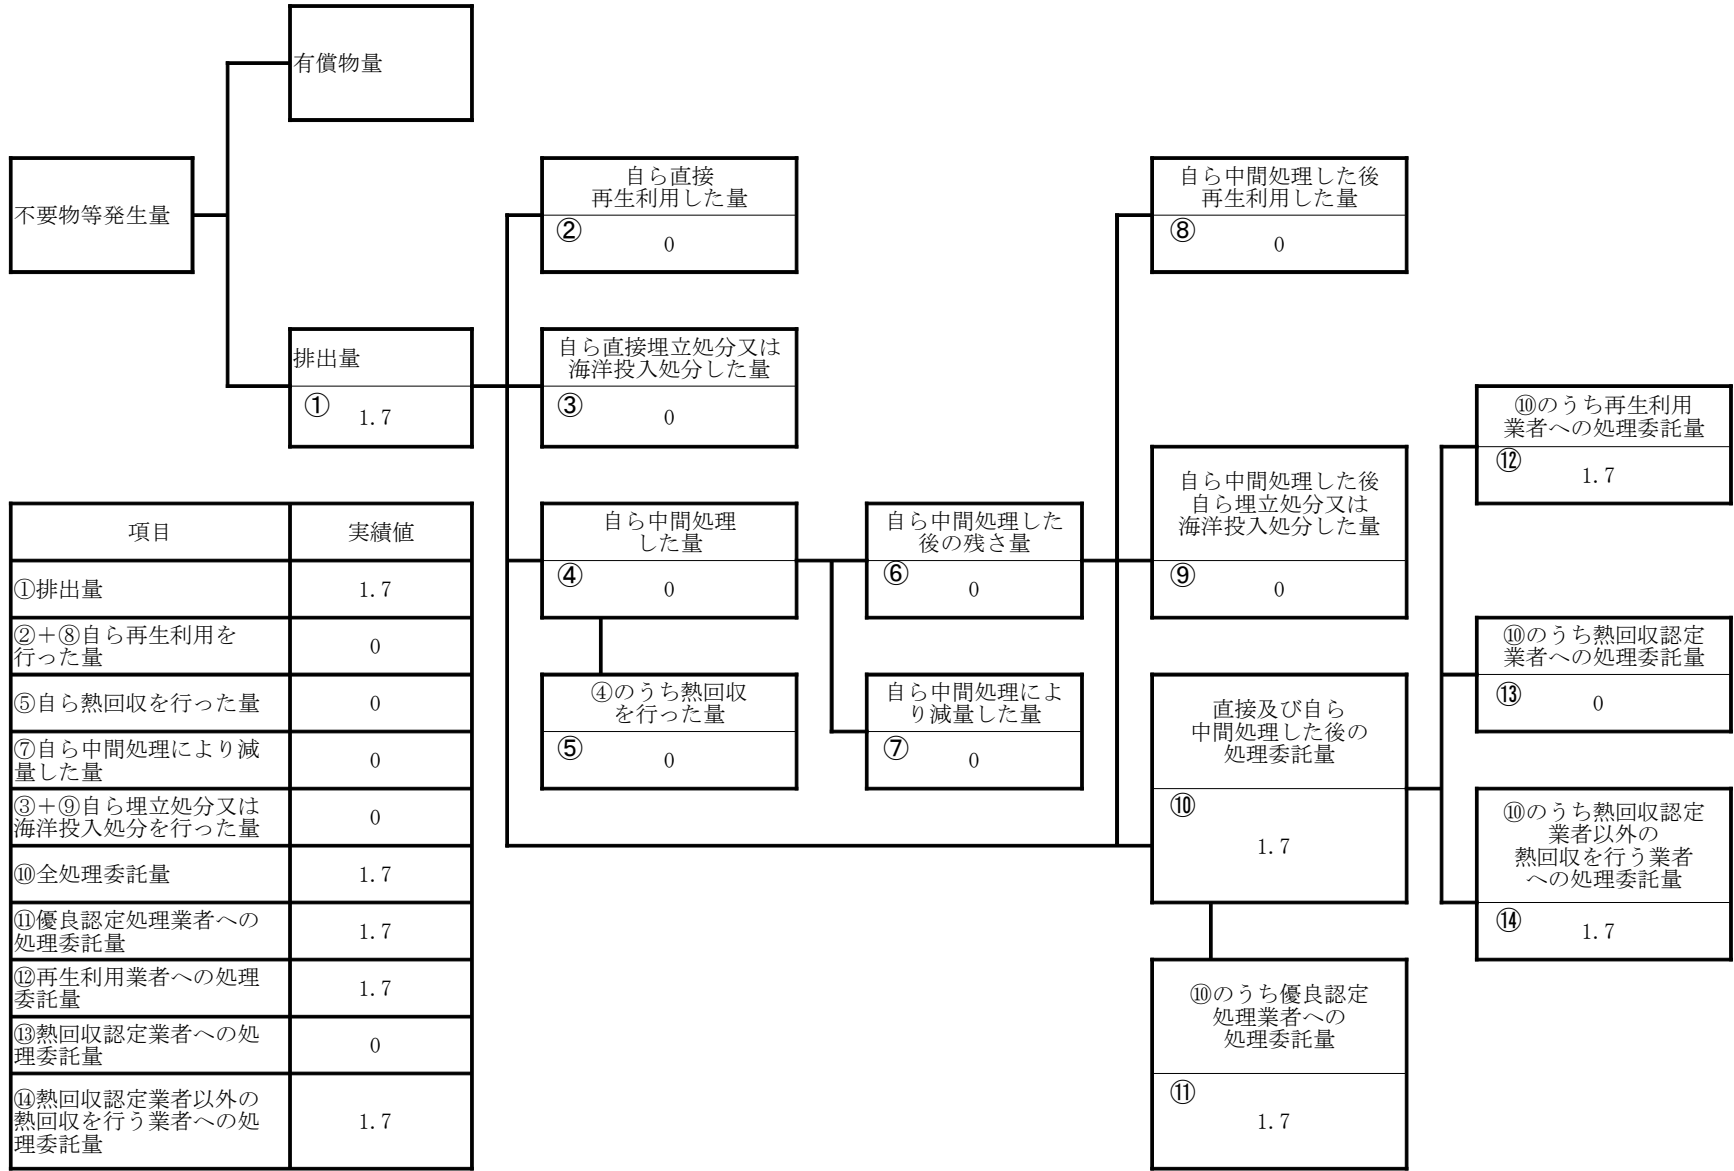 有償物量
不要物等発生量
自ら直接
再生利用した量
②
0
自ら中間処理した後
再生利用した量
⑧
0
排出量
①
1.7
自ら直接埋立処分又は
海洋投入処分した量
③
0
⑩のうち再生利用
業者への処理委託量
⑫
1.7
自ら中間処理
した量
④
0
自ら中間処理した
後の残さ量
⑥
0
自ら中間処理した後
自ら埋立処分又は
海洋投入処分した量
⑨
0
⑩のうち熱回収認定
業者への処理委託量
⑬
0
④のうち熱回収
を行った量
⑤
0
自ら中間処理によ
り減量した量
⑦
0
直接及び自ら
中間処理した後の
処理委託量
⑩
1.7
⑩のうち熱回収認定
業者以外の
熱回収を行う業者
への処理委託量
⑭
1.7
⑩のうち優良認定
処理業者への
処理委託量
⑪
1.7
項目
実績値
①排出量
1.7
②+⑧自ら再生利用を
行った量
0
⑤自ら熱回収を行った量
0
⑦自ら中間処理により減
量した量
0
③+⑨自ら埋立処分又は
海洋投入処分を行った量
0
⑩全処理委託量
1.7
⑪優良認定処理業者への
処理委託量
1.7
⑫再生利用業者への処理
委託量
1.7
⑬熱回収認定業者への処
理委託量
0
⑭熱回収認定業者以外の
熱回収を行う業者への処
理委託量
1.7